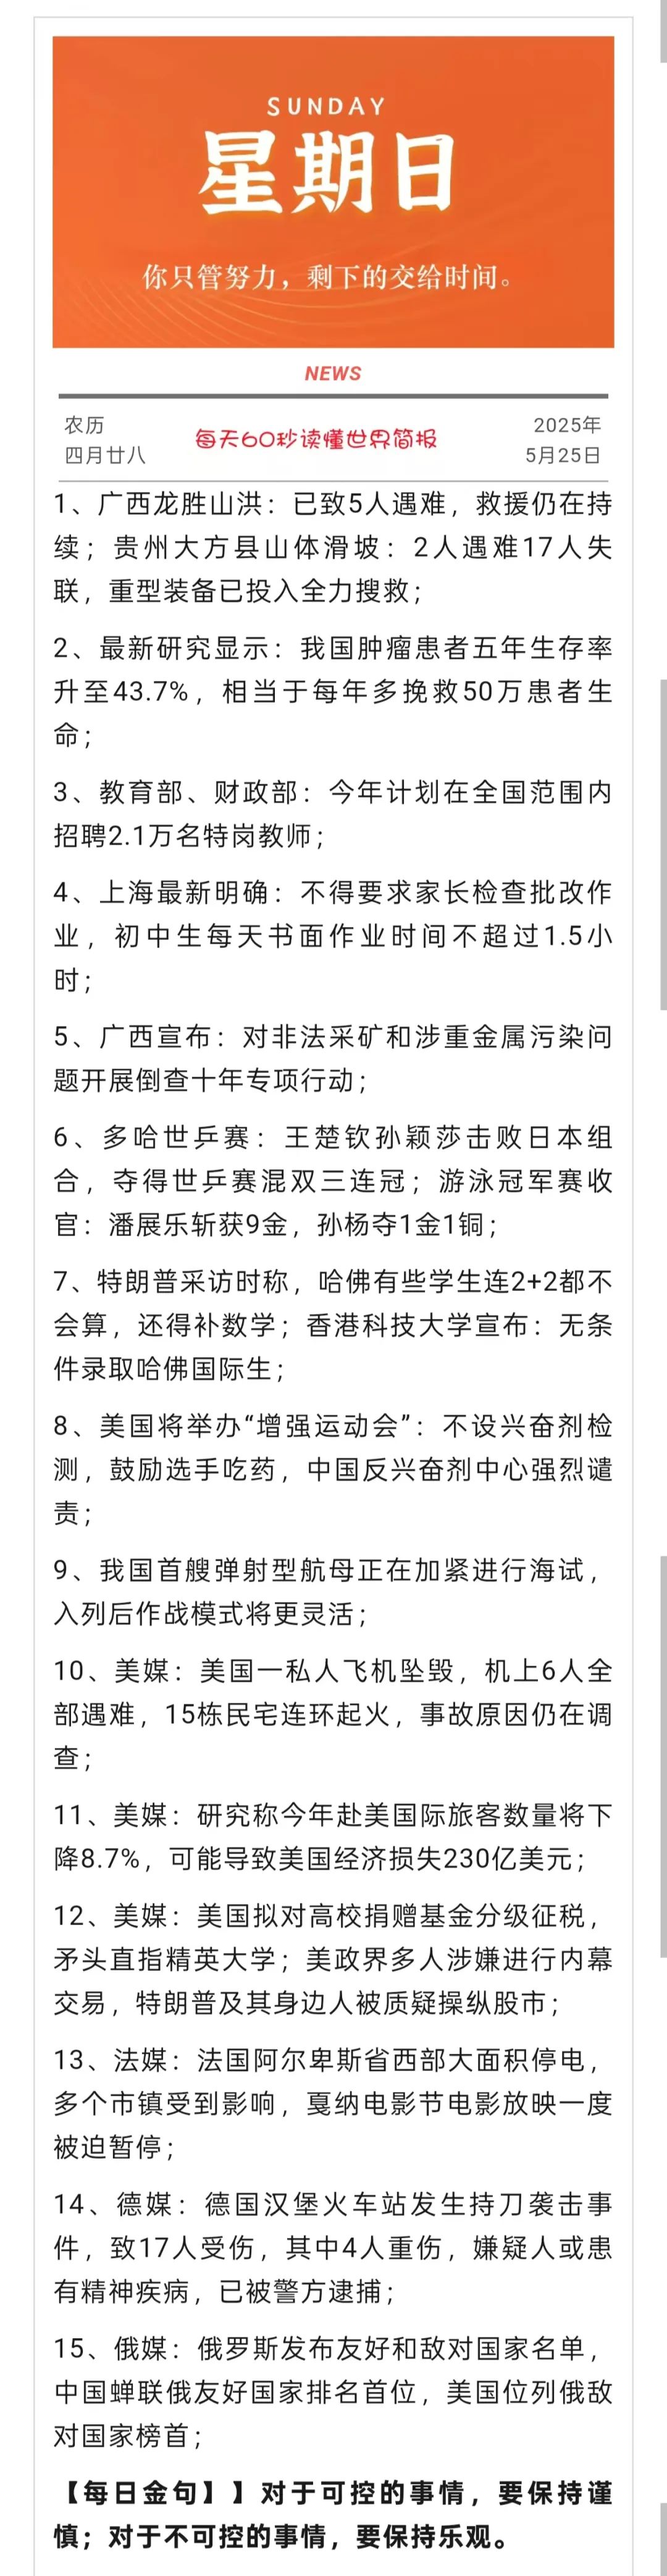 SUNDAY
星期日
你只管努力，剩下的交给时间。
NEWS
农历
四月廿八
每天60秒读懂世界简报
2025年
5月25日
1、广西龙胜山洪：已致5人遇难，救援仍在持
续；贵州大方县山体滑坡：2人遇难17人失
联，重型装备已投入全力搜救；
2、最新研究显示：我国肿瘤患者五年生存率
升至43.7%，相当于每年多挽救50万患者生
命；
3、教育部、财政部：今年计划在全国范围内
招聘2.1万名特岗教师；
4、上海最新明确：不得要求家长检查批改作
业，初中生每天书面作业时间不超过1.5小
时；
5、广西宣布：对非法采矿和涉重金属污染问
题开展倒查十年专项行动；
6、多哈世乒赛：王楚钦孙颖莎击败日本组
合，夺得世乒赛混双三连冠；游泳冠军赛收
官：潘展乐斩获9金，孙杨夺1金1铜；
7、特朗普采访时称，哈佛有些学生连2+2都不
会算，还得补数学；香港科技大学宣布：无条
件录取哈佛国际生；
8、美国将举办“增强运动会”：不设兴奋剂检
测，鼓励选手吃药，中国反兴奋剂中心强烈谴
责；
9、我国首艘弹射型航母正在加紧进行海试，
入列后作战模式将更灵活；
10、美媒：美国一私人飞机坠毁，机上6人全
部遇难，15栋民宅连环起火，事故原因仍在调
查；
11、美媒：研究称今年赴美国际旅客数量将下
降8.7%，可能导致美国经济损失230亿美元；
12、美媒：美国拟对高校捐赠基金分级征税，
矛头直指精英大学；美政界多人涉嫌进行内幕
交易，特朗普及其身边人被质疑操纵股市；
13、法媒：法国阿尔卑斯省西部大面积停电，
多个市镇受到影响，戛纳电影节电影放映一度
被迫暂停；
14、德媒：德国汉堡火车站发生持刀袭击事
件，致17人受伤，其中4人重伤，嫌疑人或患
有精神疾病，已被警方逮捕；
15、俄媒：俄罗斯发布友好和敌对国家名单，
中国蝉联俄友好国家排名首位，美国位列俄敌
对国家榜首；
【每日金句】】对于可控的事情，要保持谨
慎；对于不可控的事情，要保持乐观。